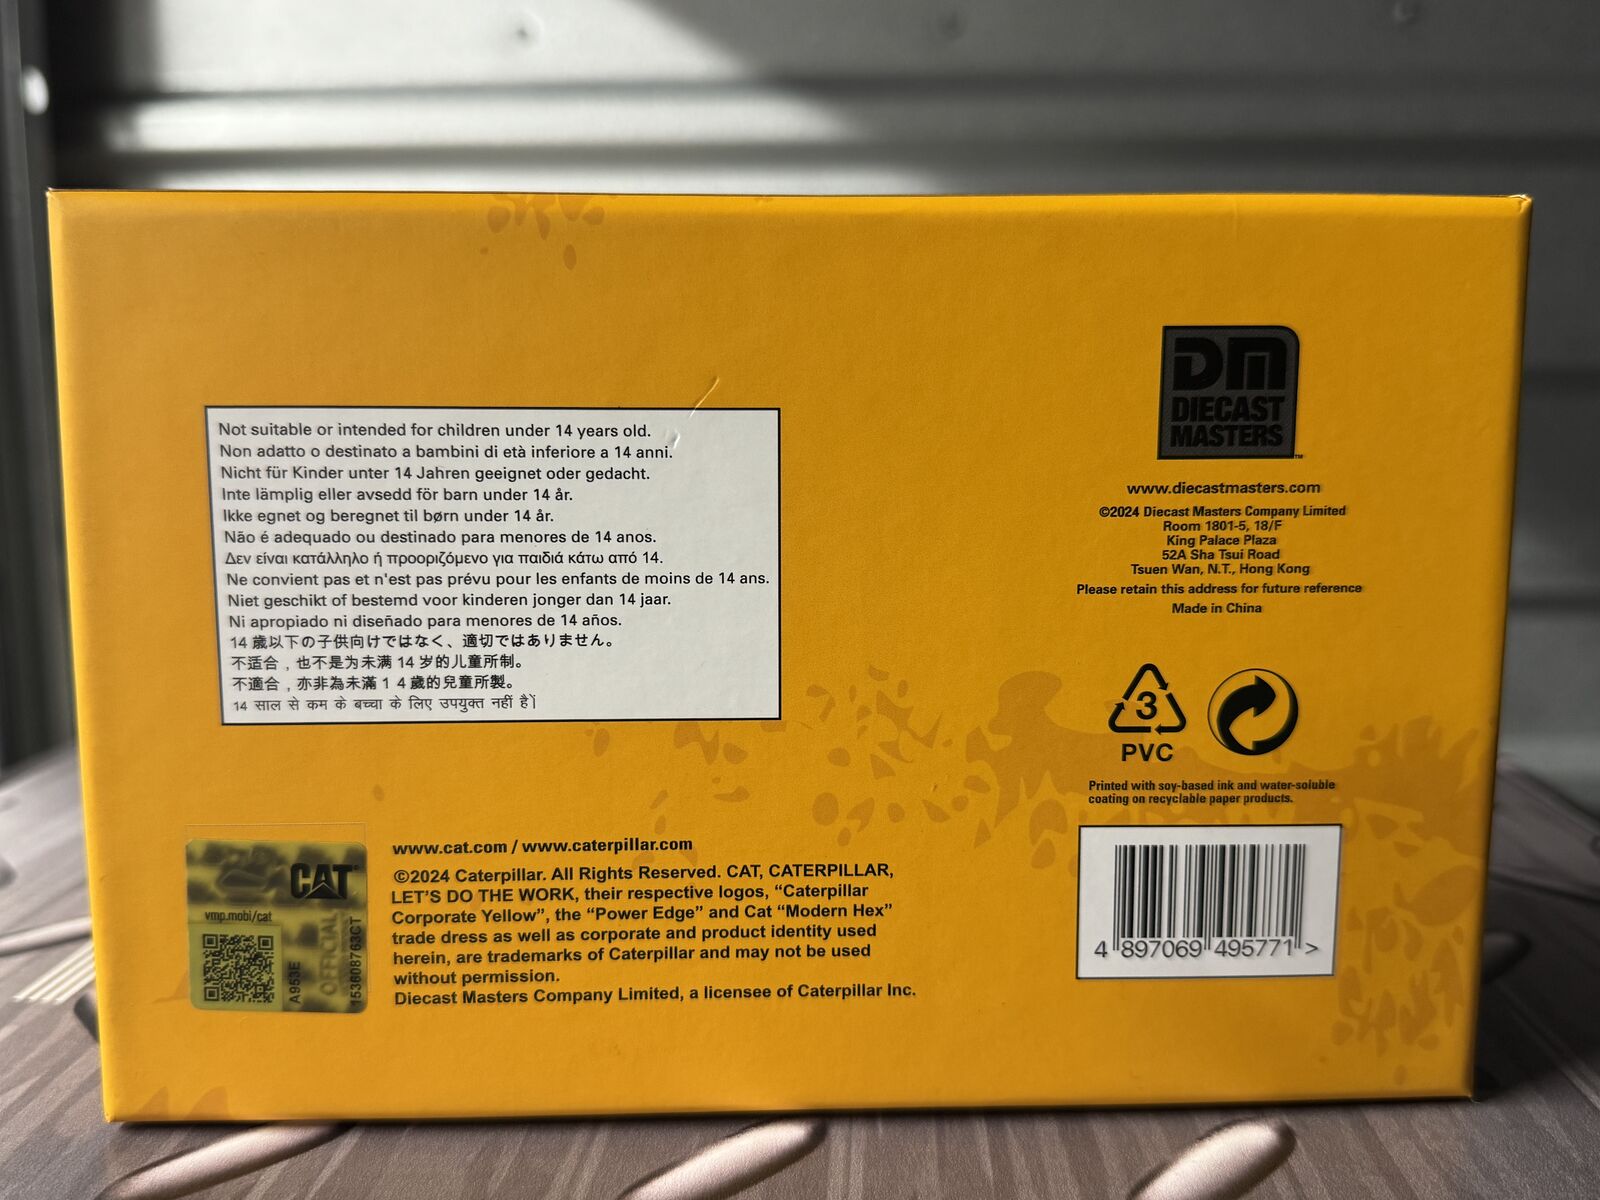 Not suitable or intended for children under 14 years old.
Non adatto o destinato a bambini di età inferiore a 14 anni.
Nicht für Kinder unter 14 Jahren geeignet oder gedacht.
Inte lämplig eller avsedd för barn under 14 år.
Ikke egnet og beregnet til børn under 14 år.
Não é adequado ou destinado para menores de 14 anos.
Δεν είναι κατάλληλο ή προοριζόμενο για παιδιά κάτω από 14.
Ne convient pas et n'est pas prévu pour les enfants de moins de 14 ans.
Niet geschikt of bestemd voor kinderen jonger dan 14 jaar.
Ni apropiado ni diseñado para menores de 14 años.
14 歳以下の子供向けではなく、適切ではありません。
不适合，也不是为未满 14 岁的儿童所制。
不適合，亦非為未滿 1 4 歲的兒童所製。
14 साल से कम के बच्चा के लिए उपयुक्त नहीं है।
DM
DIECAST
MASTERS™
www.diecastmasters.com
©2024 Diecast Masters Company Limited
Room 1801-5, 18/F
King Palace Plaza
52A Sha Tsui Road
Tsuen Wan, N.T., Hong Kong
Please retain this address for future reference
Made in China
3
PVC
Printed with soy-based ink and water-soluble
coating on recyclable paper products.
4 897069 495771 >
CAT
vmp.mobi/cat
A953E
OFFICIAL
153608763CT
www.cat.com / www.caterpillar.com
©2024 Caterpillar. All Rights Reserved. CAT, CATERPILLAR,
LET'S DO THE WORK, their respective logos, “Caterpillar
Corporate Yellow”, the “Power Edge” and Cat “Modern Hex”
trade dress as well as corporate and product identity used
herein, are trademarks of Caterpillar and may not be used
without permission.
Diecast Masters Company Limited, a licensee of Caterpillar Inc.